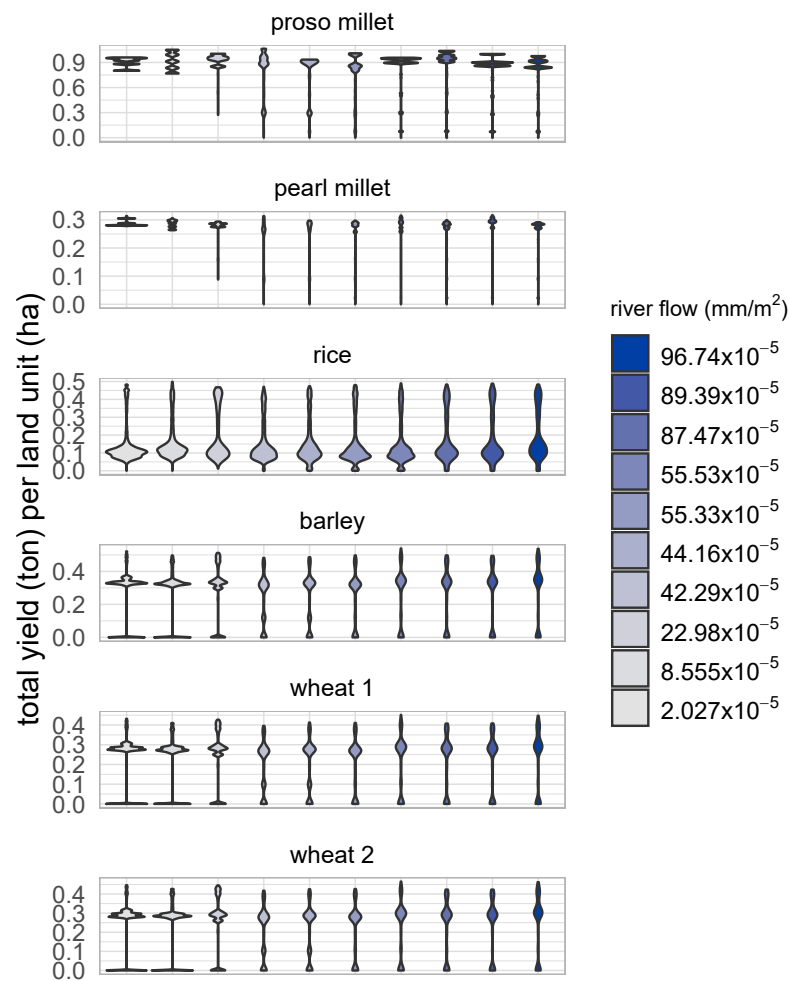 proso millet
0.9
0.6
0.3
0.0
pearl millet
0.3
0.2
0.1
0.0
rice
0.5
0.4
0.3
0.2
0.1
0.0
barley
0.4
0.2
0.0
wheat 1
0.4
0.3
0.2
0.1
0.0
wheat 2
0.4
0.3
0.2
0.1
0.0
total yield (ton) per land unit (ha)
river flow (mm/m²)
96.74x10⁻⁵
89.39x10⁻⁵
87.47x10⁻⁵
55.53x10⁻⁵
55.33x10⁻⁵
44.16x10⁻⁵
42.29x10⁻⁵
22.98x10⁻⁵
8.555x10⁻⁵
2.027x10⁻⁵